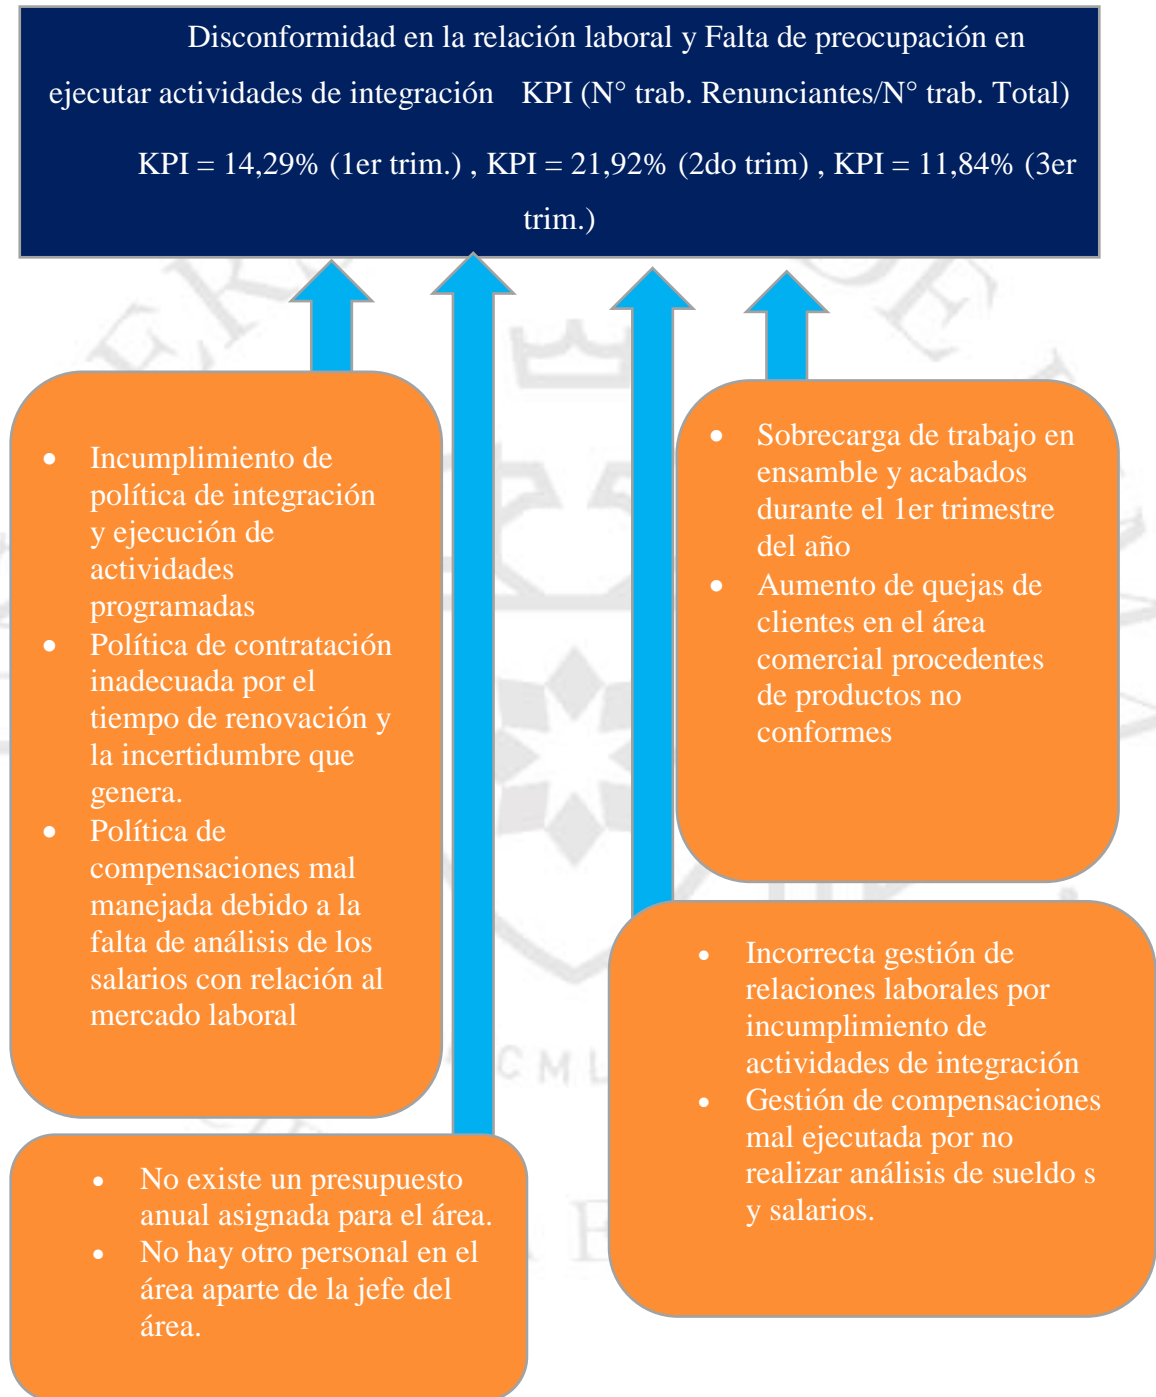 Disconformidad en la relación laboral y Falta de preocupación en
ejecutar actividades de integración KPI (N° trab. Renunciantes/N° trab. Total)
KPI = 14,29% (1er trim.) , KPI = 21,92% (2do trim) , KPI = 11,84% (3er
trim.)
• Incumplimiento de
política de integración
y ejecución de
actividades
programadas
• Política de contratación
inadecuada por el
tiempo de renovación y
la incertidumbre que
genera.
• Política de
compensaciones mal
manejada debido a la
falta de análisis de los
salarios con relación al
mercado laboral
• Sobrecarga de trabajo en
ensamble y acabados
durante el 1er trimestre
del año
• Aumento de quejas de
clientes en el área
comercial procedentes
de productos no
conformes
• No existe un presupuesto
anual asignada para el área.
• No hay otro personal en el
área aparte de la jefe del
área.
• Incorrecta gestión de
relaciones laborales por
incumplimiento de
actividades de integración
• Gestión de compensaciones
mal ejecutada por no
realizar análisis de sueldo s
y salarios.